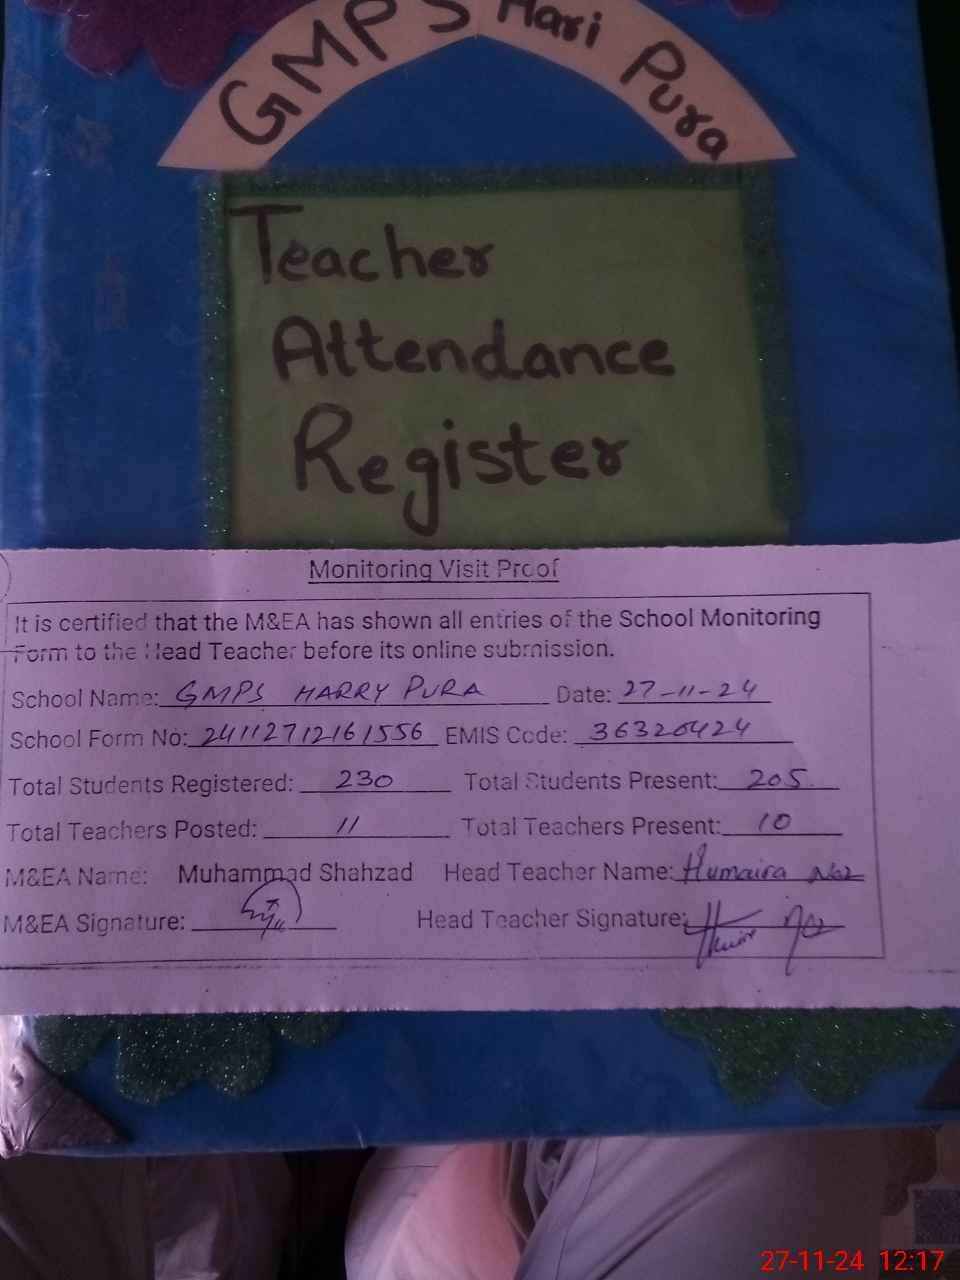 GMPS Hari Pura
Teacher
Attendance
Register
Monitoring Visit Proof
It is certified that the M&EA has shown all entries of the School Monitoring
Form to the Head Teacher before its online submission.
School Name: GMPS HARRY PURA Date: 27-11-24
School Form No: 24112712161556 EMIS Code: 36320424
Total Students Registered: 230 Total Students Present: 205
Total Teachers Posted: 11 Total Teachers Present: 10
M&EA Name: Muhammad Shahzad Head Teacher Name: Humaira Naz
M&EA Signature: Head Teacher Signature:
27-11-24 12:17